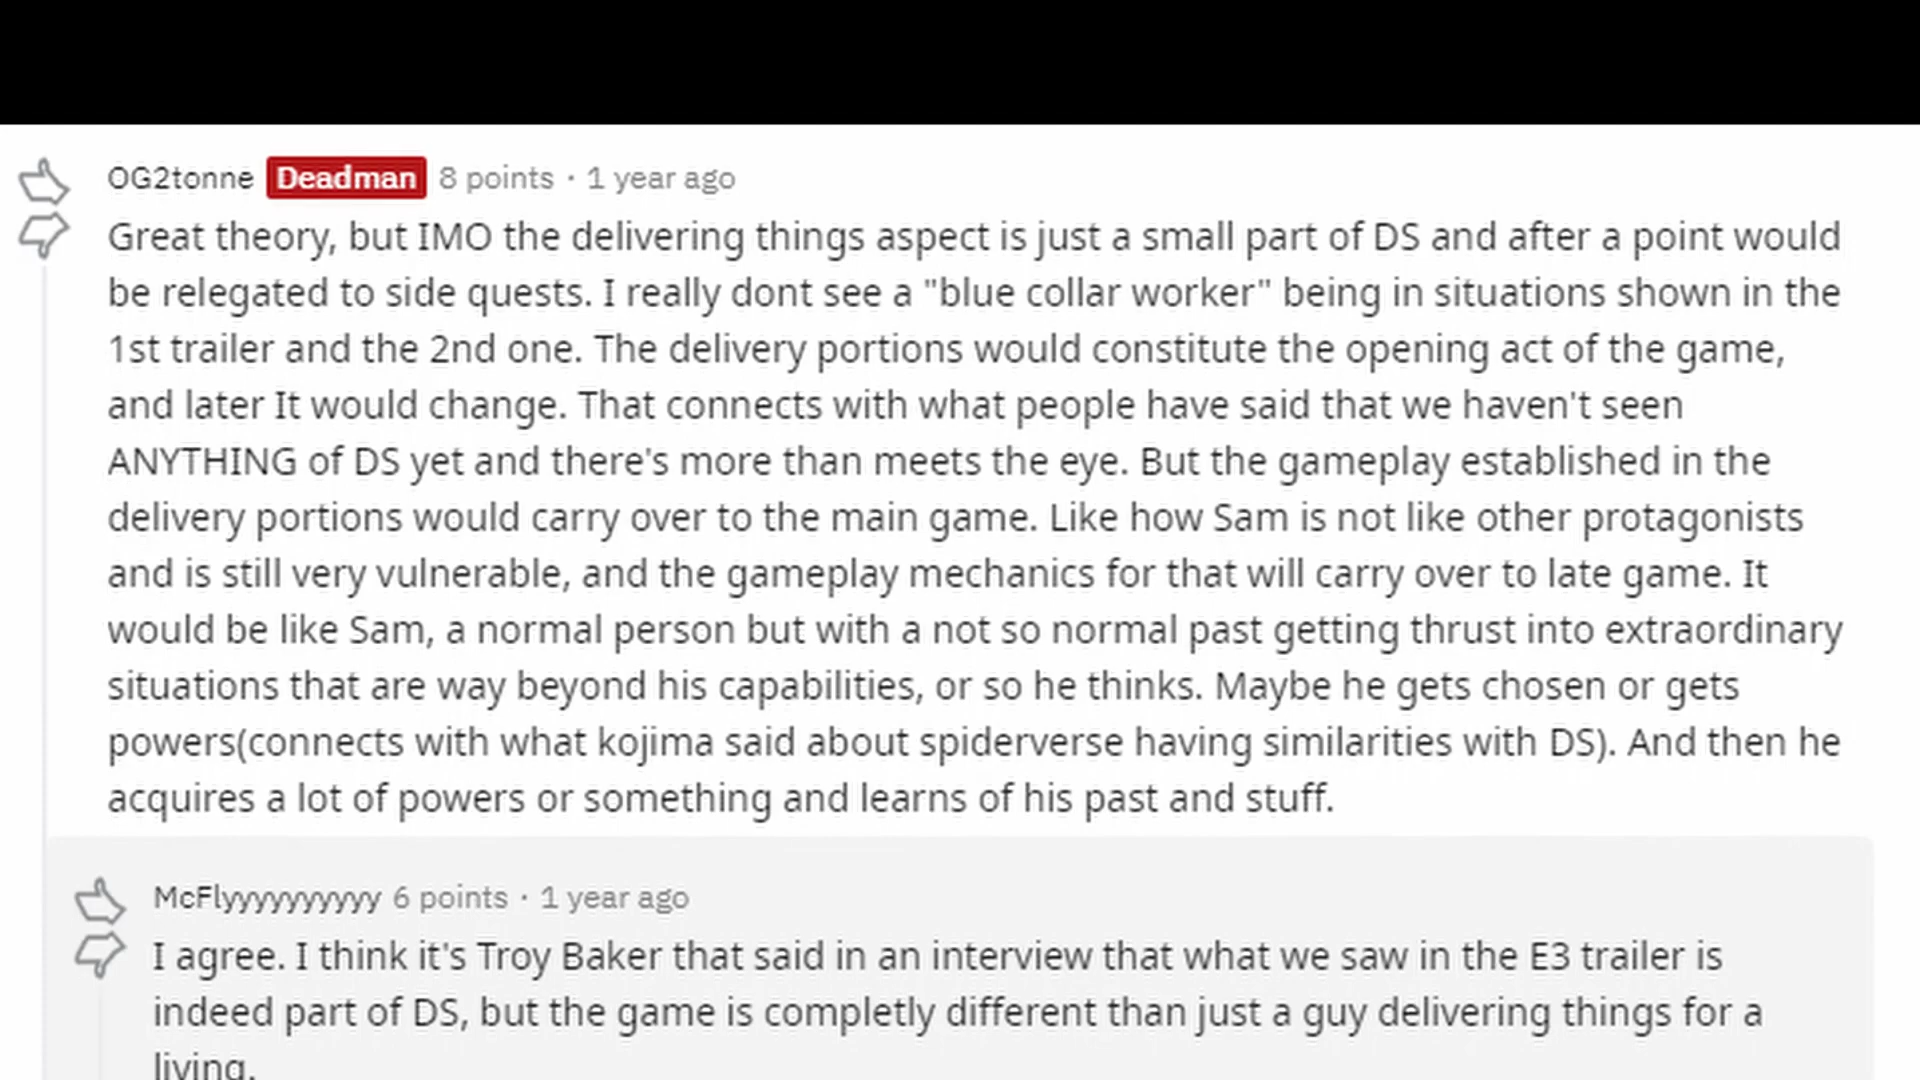 OG2tonne Deadman 8 points · 1 year ago
Great theory, but IMO the delivering things aspect is just a small part of DS and after a point would
be relegated to side quests. I really dont see a "blue collar worker" being in situations shown in the
1st trailer and the 2nd one. The delivery portions would constitute the opening act of the game,
and later It would change. That connects with what people have said that we haven't seen
ANYTHING of DS yet and there's more than meets the eye. But the gameplay established in the
delivery portions would carry over to the main game. Like how Sam is not like other protagonists
and is still very vulnerable, and the gameplay mechanics for that will carry over to late game. It
would be like Sam, a normal person but with a not so normal past getting thrust into extraordinary
situations that are way beyond his capabilities, or so he thinks. Maybe he gets chosen or gets
powers(connects with what kojima said about spiderverse having similarities with DS). And then he
acquires a lot of powers or something and learns of his past and stuff.
McFlyyyyyyyyyy 6 points · 1 year ago
I agree. I think it's Troy Baker that said in an interview that what we saw in the E3 trailer is
indeed part of DS, but the game is completly different than just a guy delivering things for a
living.